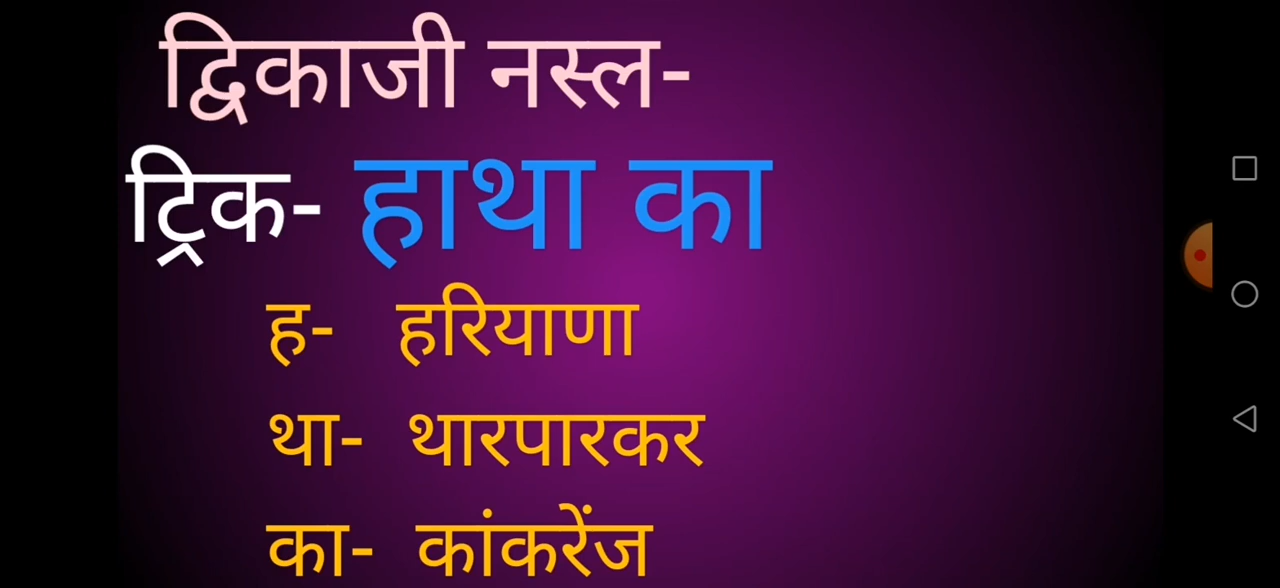 द्विकाजी नस्ल-
ट्रिक- हाथा का
ह- हरियाणा
था- थारपारकर
का- कांकरेंज